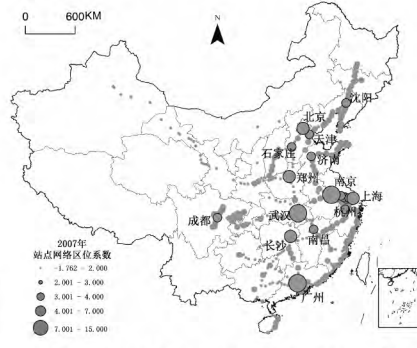 0 600KM
N
沈阳
北京
天津
石家庄
济南
郑州
南京
上海
杭州
成都
武汉
长沙
南昌
广州
2007年
站点网络区位系数
-1.762 - 2.000
2.001 - 3.000
3.001 - 4.000
4.001 - 7.000
7.001 - 15.000